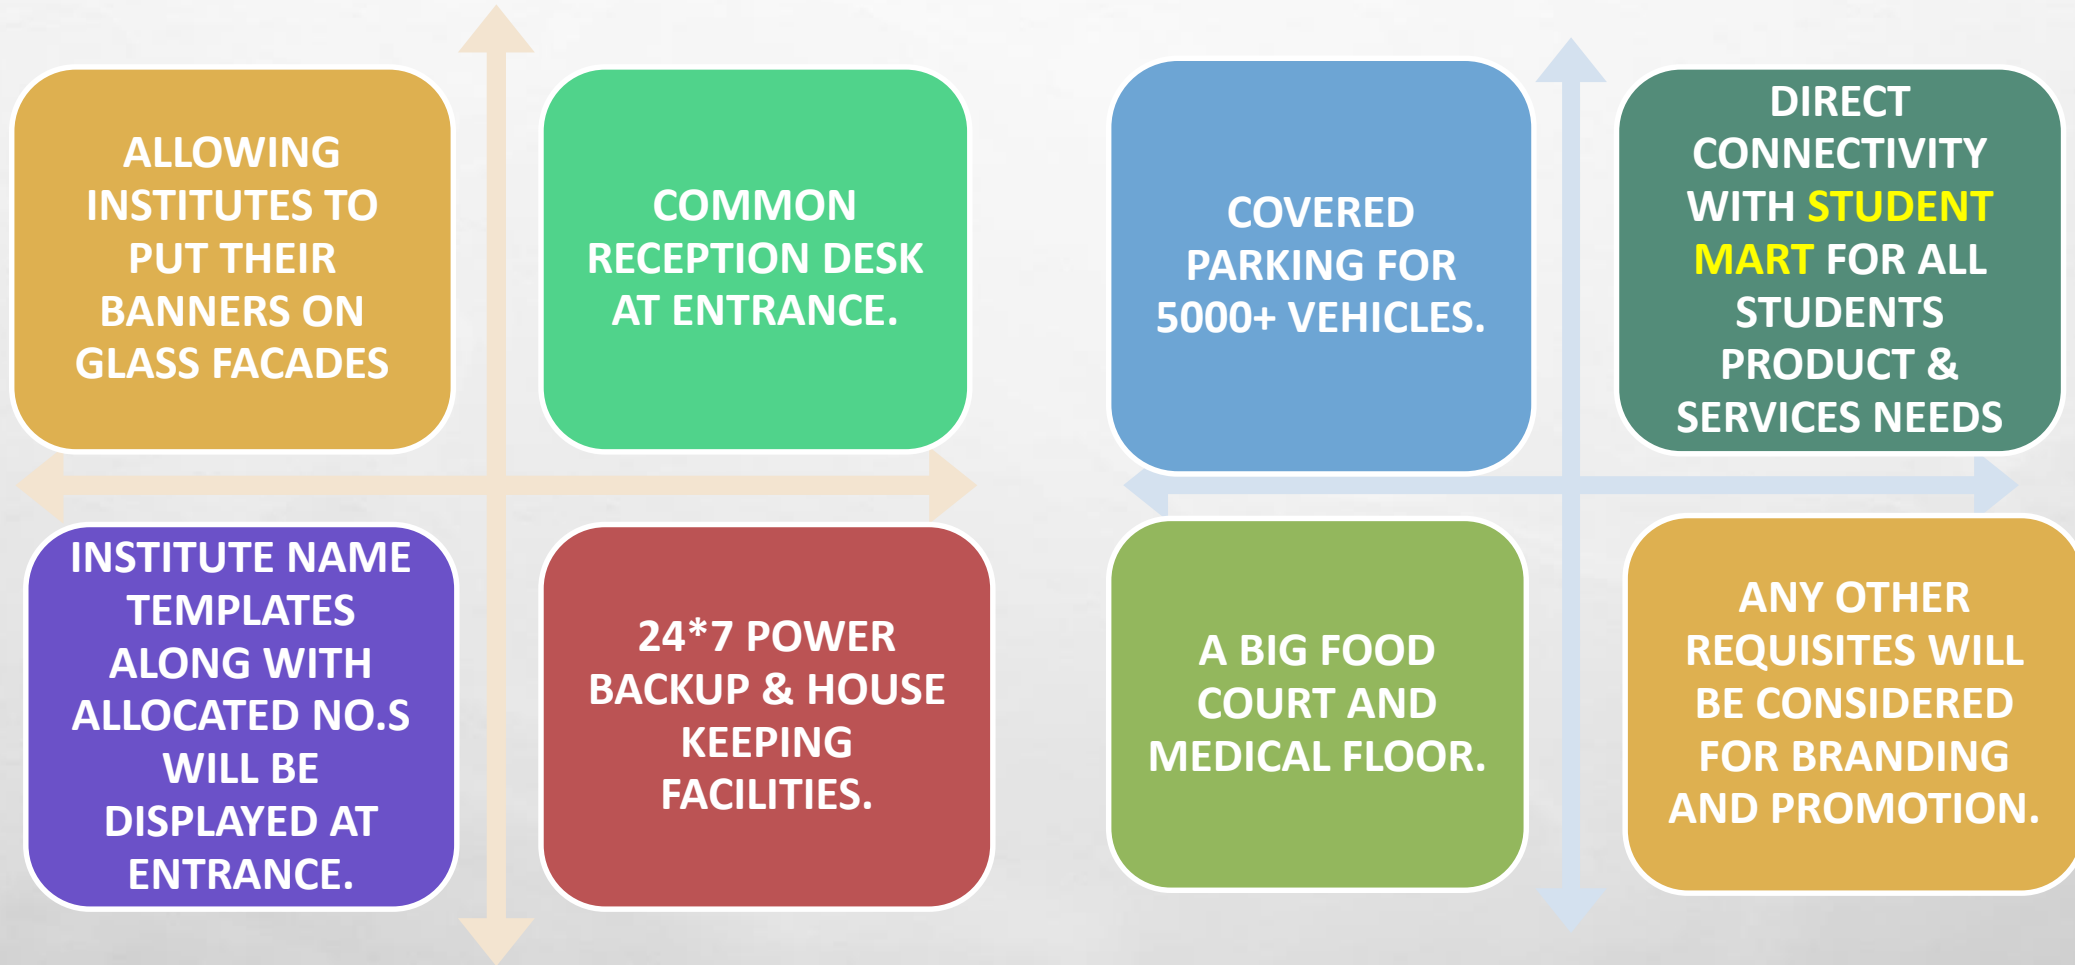 ALLOWING
INSTITUTES TO
PUT THEIR
BANNERS ON
GLASS FACADES
COMMON
RECEPTION DESK
AT ENTRANCE.
INSTITUTE NAME
TEMPLATES
ALONG WITH
ALLOCATED NO.S
WILL BE
DISPLAYED AT
ENTRANCE.
24*7 POWER
BACKUP & HOUSE
KEEPING
FACILITIES.
COVERED
PARKING FOR
5000+ VEHICLES.
DIRECT
CONNECTIVITY
WITH STUDENT
MART FOR ALL
STUDENTS
PRODUCT &
SERVICES NEEDS
A BIG FOOD
COURT AND
MEDICAL FLOOR.
ANY OTHER
REQUISITES WILL
BE CONSIDERED
FOR BRANDING
AND PROMOTION.